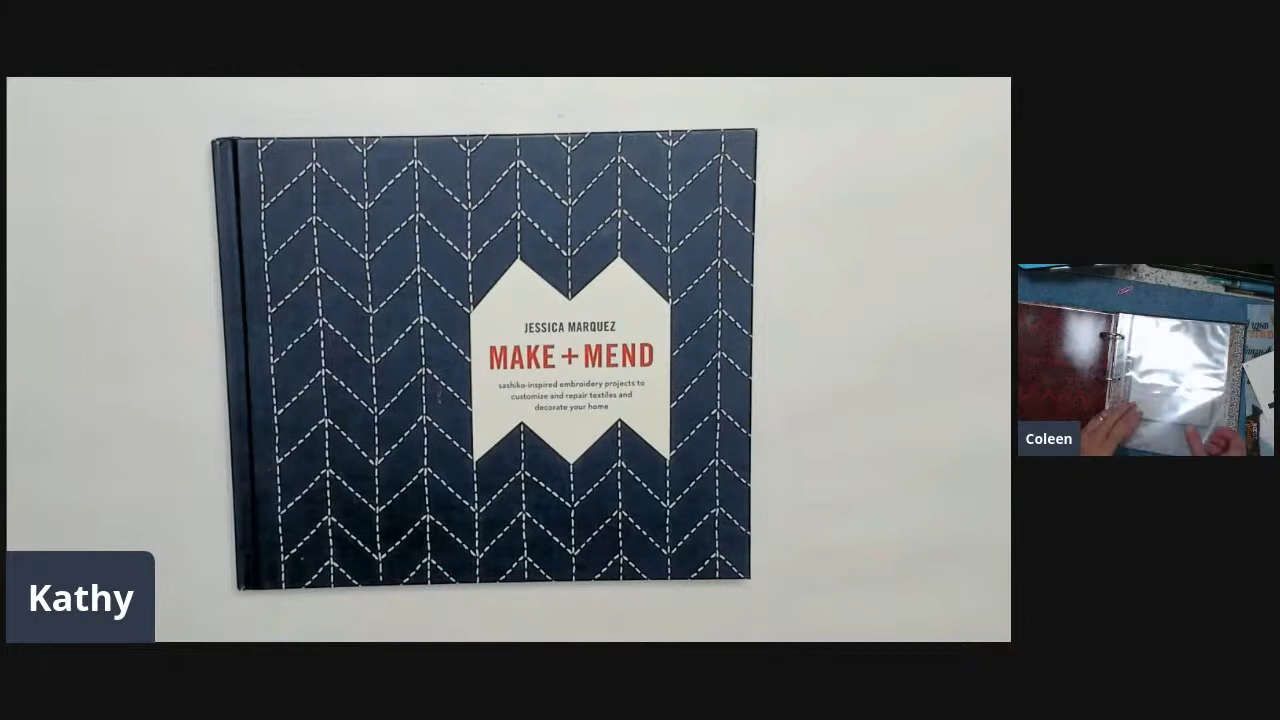 JESSICA MARQUEZ
MAKE + MEND
sashiko-inspired embroidery projects to
customize and repair textiles and
decorate your home
Kathy
Coleen